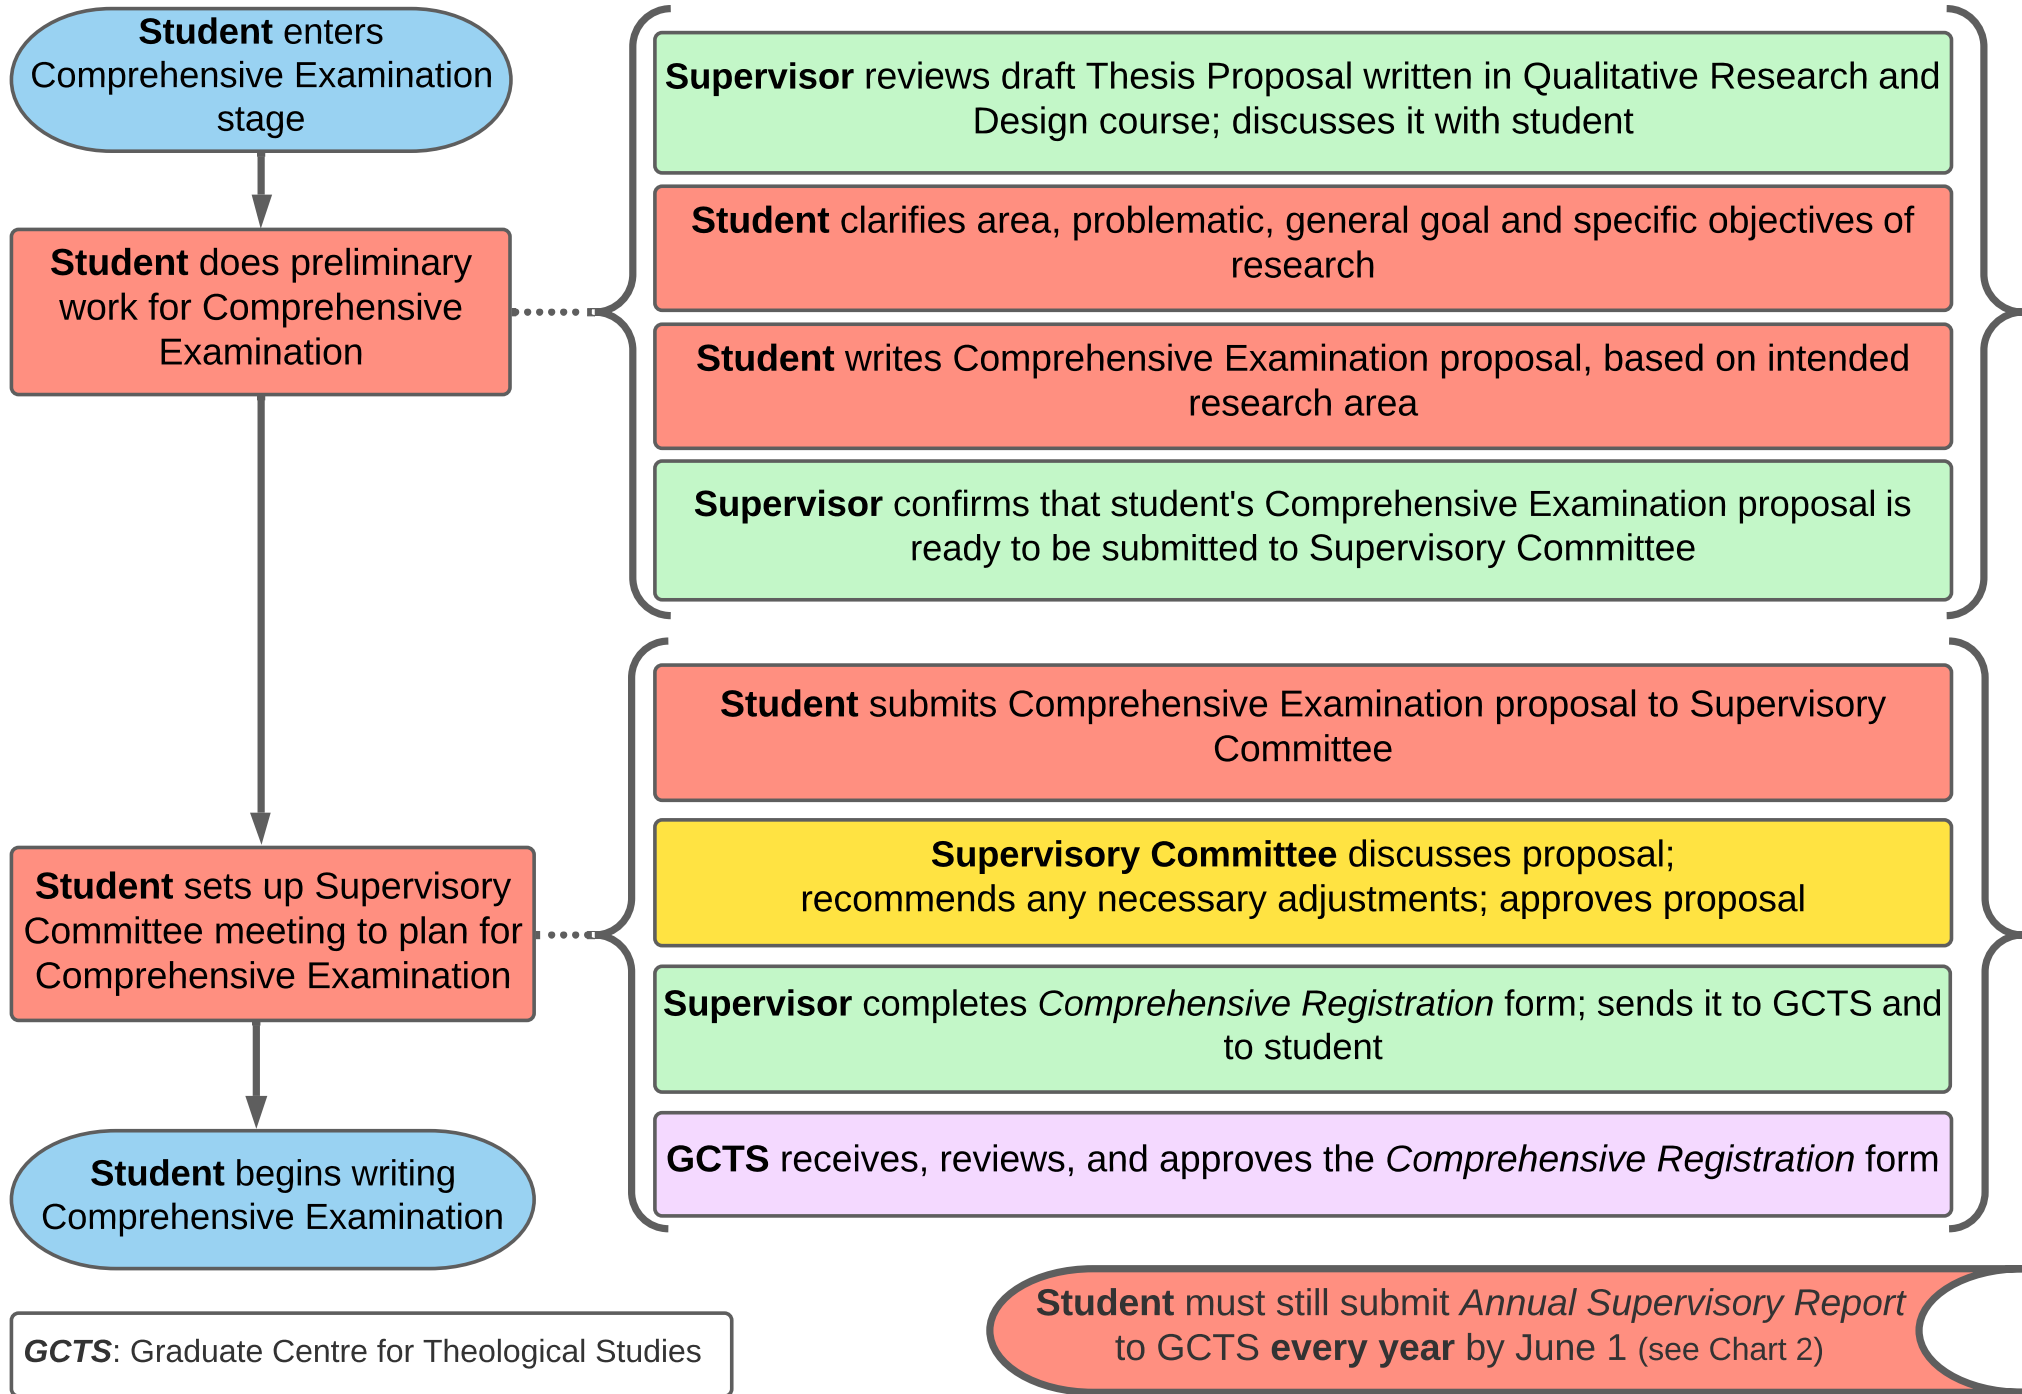 Student enters
Comprehensive Examination
stage
Student does preliminary
work for Comprehensive
Examination
Supervisor reviews draft Thesis Proposal written in Qualitative Research and
Design course; discusses it with student
Student clarifies area, problematic, general goal and specific objectives of
research
Student writes Comprehensive Examination proposal, based on intended
research area
Supervisor confirms that student's Comprehensive Examination proposal is
ready to be submitted to Supervisory Committee
Student sets up Supervisory
Committee meeting to plan for
Comprehensive Examination
Student submits Comprehensive Examination proposal to Supervisory
Committee
Supervisory Committee discusses proposal;
recommends any necessary adjustments; approves proposal
Supervisor completes Comprehensive Registration form; sends it to GCTS and
to student
GCTS receives, reviews, and approves the Comprehensive Registration form
Student begins writing
Comprehensive Examination
GCTS: Graduate Centre for Theological Studies
Student must still submit Annual Supervisory Report
to GCTS every year by June 1 (see Chart 2)